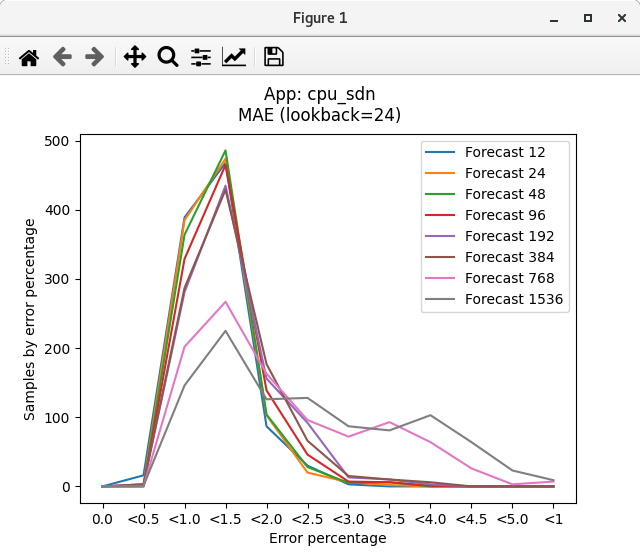 Figure 1
App: cpu_sdn
MAE (lookback=24)
500
400
300
200
100
0
Samples by error percentage
Forecast 12
Forecast 24
Forecast 48
Forecast 96
Forecast 192
Forecast 384
Forecast 768
Forecast 1536
0.0 <0.5 <1.0 <1.5 <2.0 <2.5 <3.0 <3.5 <4.0 <4.5 <5.0 <1
Error percentage